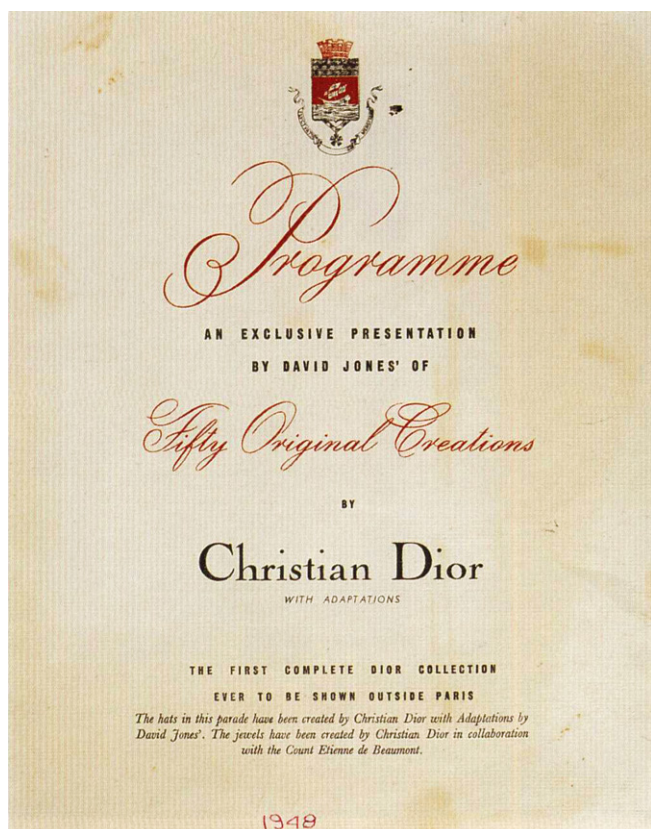 Programme
AN EXCLUSIVE PRESENTATION
BY DAVID JONES' OF
Fifty Original Creations
BY
Christian Dior
WITH ADAPTATIONS
THE FIRST COMPLETE DIOR COLLECTION
EVER TO BE SHOWN OUTSIDE PARIS
The hats in this parade have been created by Christian Dior with Adaptations by
David Jones'. The jewels have been created by Christian Dior in collaboration
with the Count Etienne de Beaumont.
1948